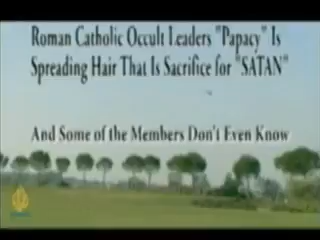 Roman Catholic Occult Leaders "Papacy" Is
Spreading Hair That Is Sacrifice for "SATAN"
And Some of the Members Don't Even Know